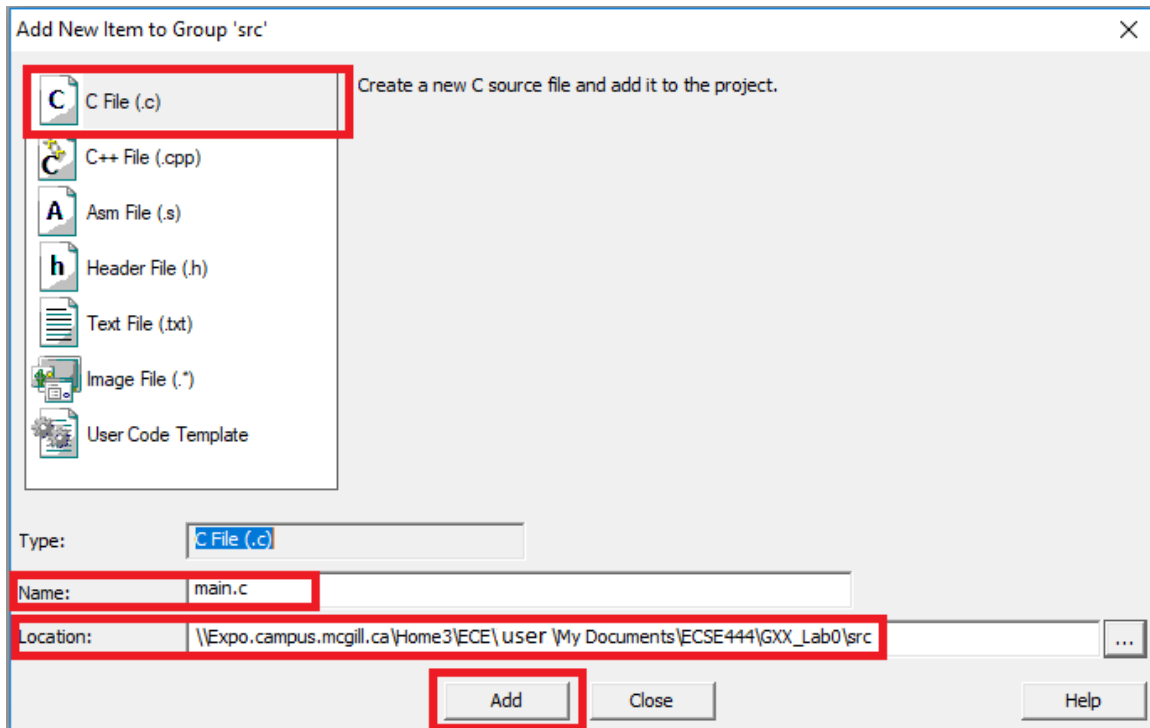 Add New Item to Group 'src'
C File (.c)
Create a new C source file and add it to the project.
C++ File (.cpp)
Asm File (.s)
Header File (.h)
Text File (.txt)
Image File (.*)
User Code Template
Type: C File (.c)
Name: main.c
Location: \\Expo.campus.mcgill.ca\Home3\ECE\ user \My Documents\ECSE444\GXX_Lab0\src ...
Add Close Help